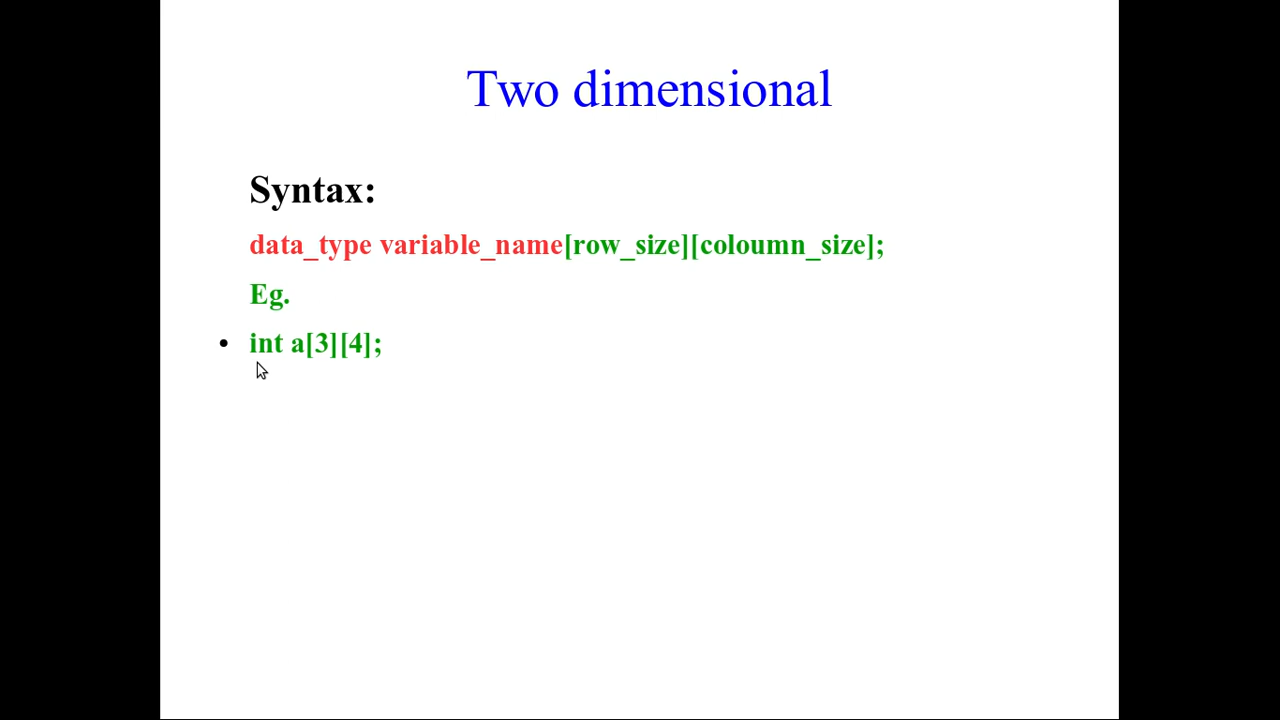 Two dimensional
Syntax:
data_type variable_name[row_size][coloumn_size];
Eg.
• int a[3][4];